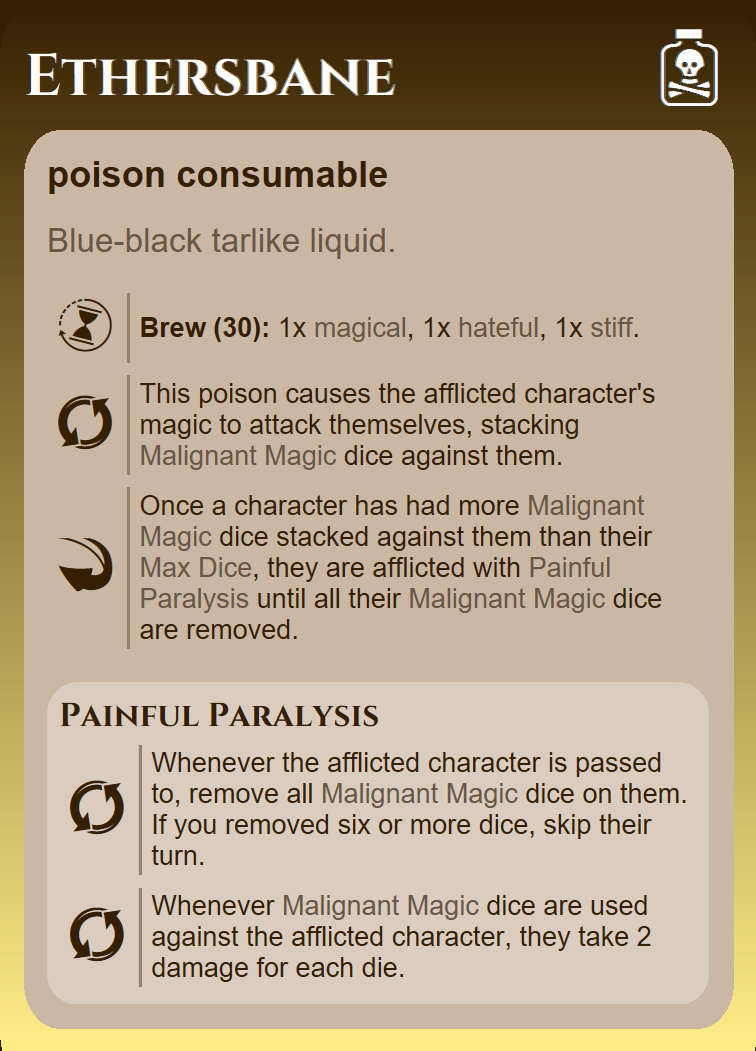 Ethersbane
poison consumable
Blue-black tarlike liquid.
Brew (30): 1x magical, 1x hateful, 1x stiff.
This poison causes the afflicted character's
magic to attack themselves, stacking
Malignant Magic dice against them.
Once a character has had more Malignant
Magic dice stacked against them than their
Max Dice, they are afflicted with Painful
Paralysis until all their Malignant Magic dice
are removed.
Painful Paralysis
Whenever the afflicted character is passed
to, remove all Malignant Magic dice on them.
If you removed six or more dice, skip their
turn.
Whenever Malignant Magic dice are used
against the afflicted character, they take 2
damage for each die.